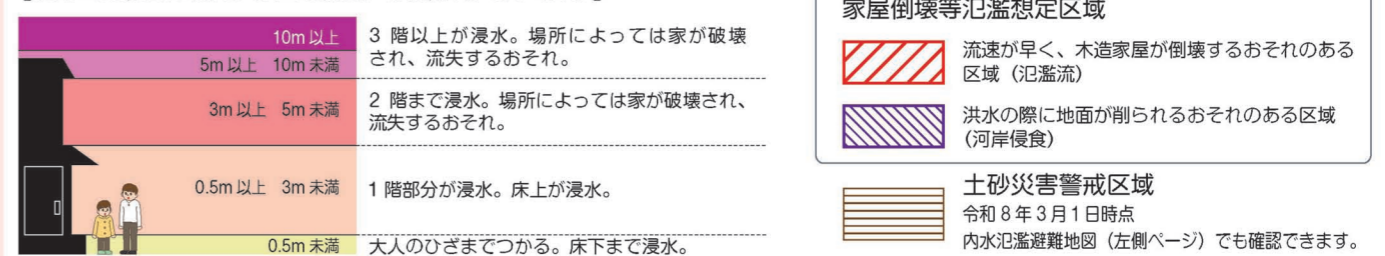 10m 以上
5m 以上 10m 未満
3 階以上が浸水。場所によっては家が破壊
され、流失するおそれ。
3m 以上 5m 未満
2 階まで浸水。場所によっては家が破壊され、
流失するおそれ。
0.5m 以上 3m 未満
1 階部分が浸水。床上が浸水。
0.5m 未満
大人のひざまでつかる。床下まで浸水。
家屋倒壊等氾濫想定区域
流速が早く、木造家屋が倒壊するおそれのある
区域（氾濫流）
洪水の際に地面が削られるおそれのある区域
（河岸侵食）
土砂災害警戒区域
令和 8 年 3 月 1 日時点
内水氾濫避難地図（左側ページ）でも確認できます。